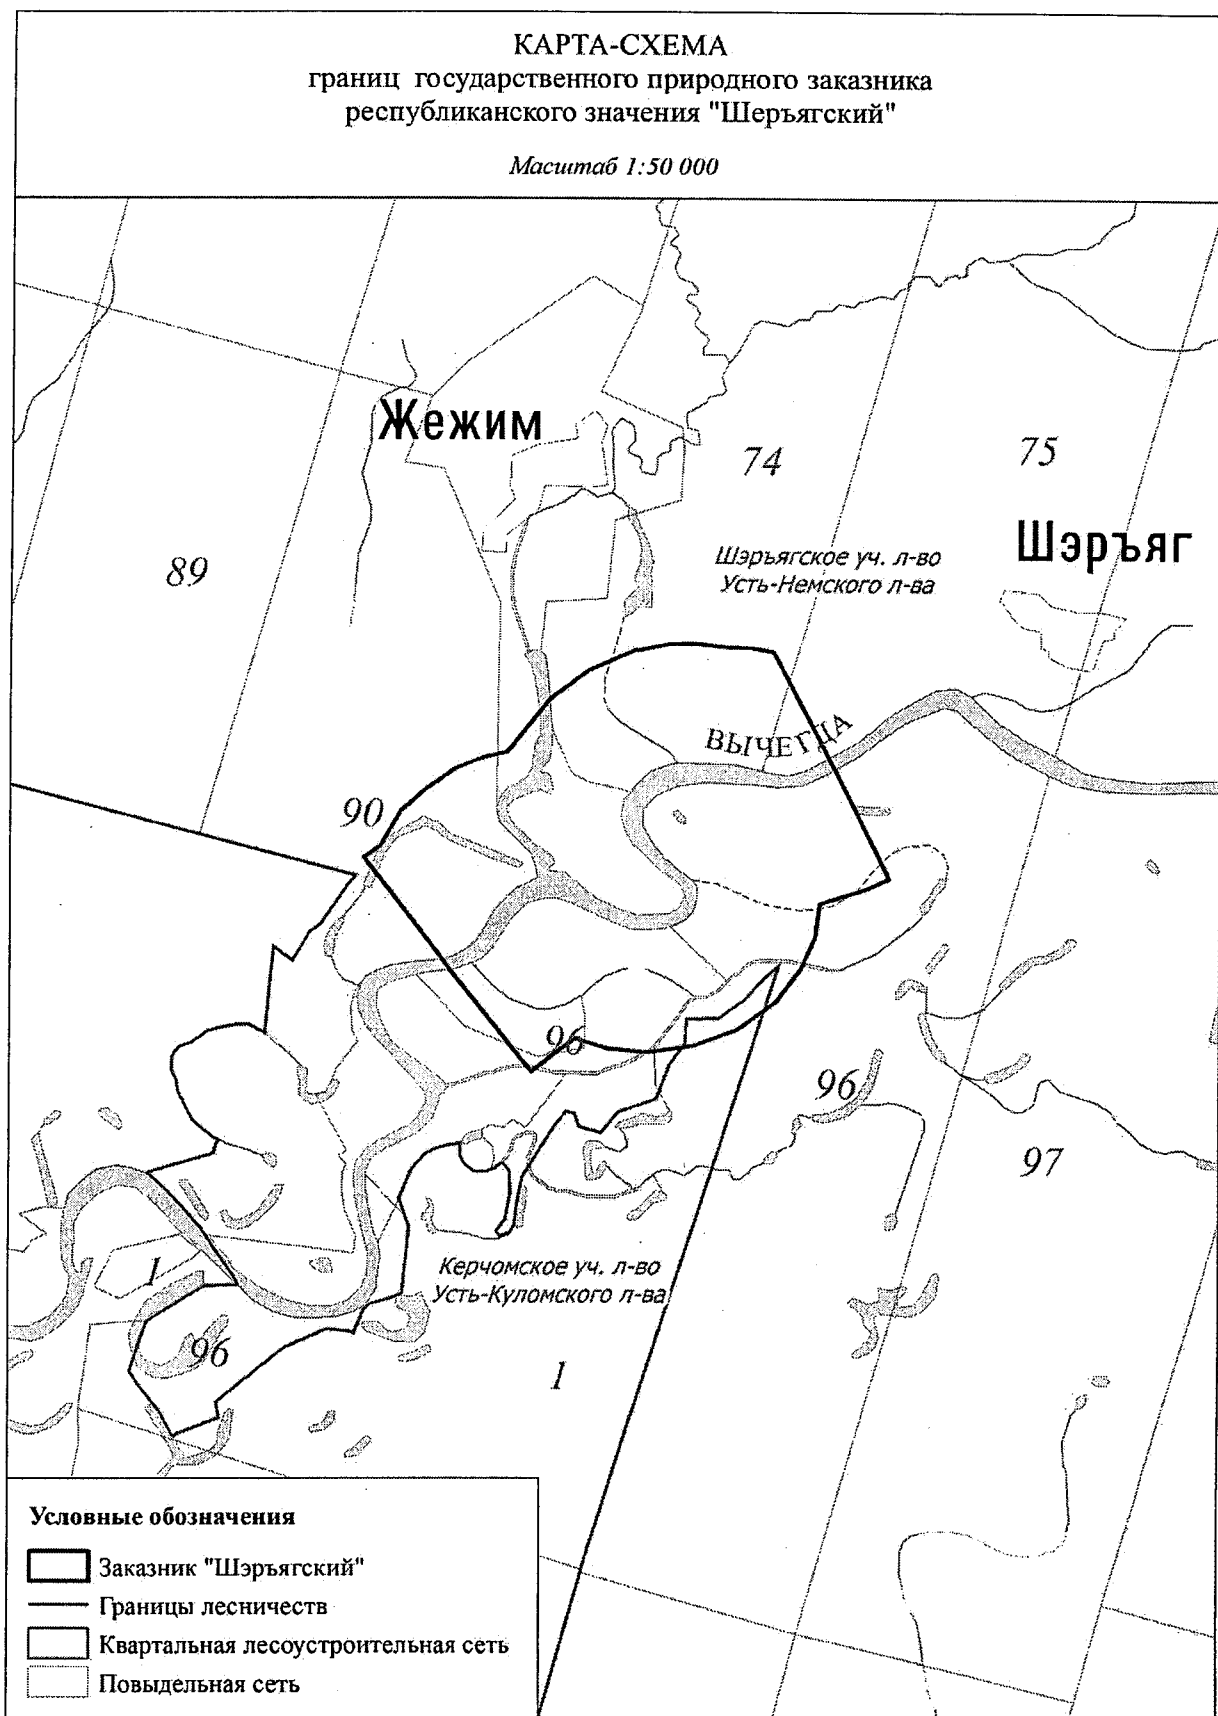 КАРТА-СХЕМА
границ государственного природного заказника
республиканского значения "Шеръягский"
Масштаб 1:50 000
Жежим
74
75
Шэръяг
89
Шэръягское уч. л-во
Усть-Немского л-ва
ВЫЧЕГДА
90
96
96
97
1
Керчомское уч. л-во
Усть-Куломского л-ва
96
1
Условные обозначения
Заказник "Шэръягский"
Границы лесничеств
Квартальная лесоустроительная сеть
Повыдельная сеть